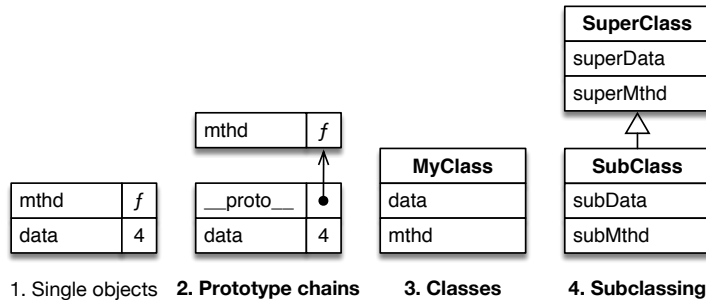 mthd ƒ
data 4
1. Single objects
mthd ƒ
__proto__
data 4
2. Prototype chains
MyClass
data
mthd
3. Classes
SuperClass
superData
superMthd
SubClass
subData
subMthd
4. Subclassing